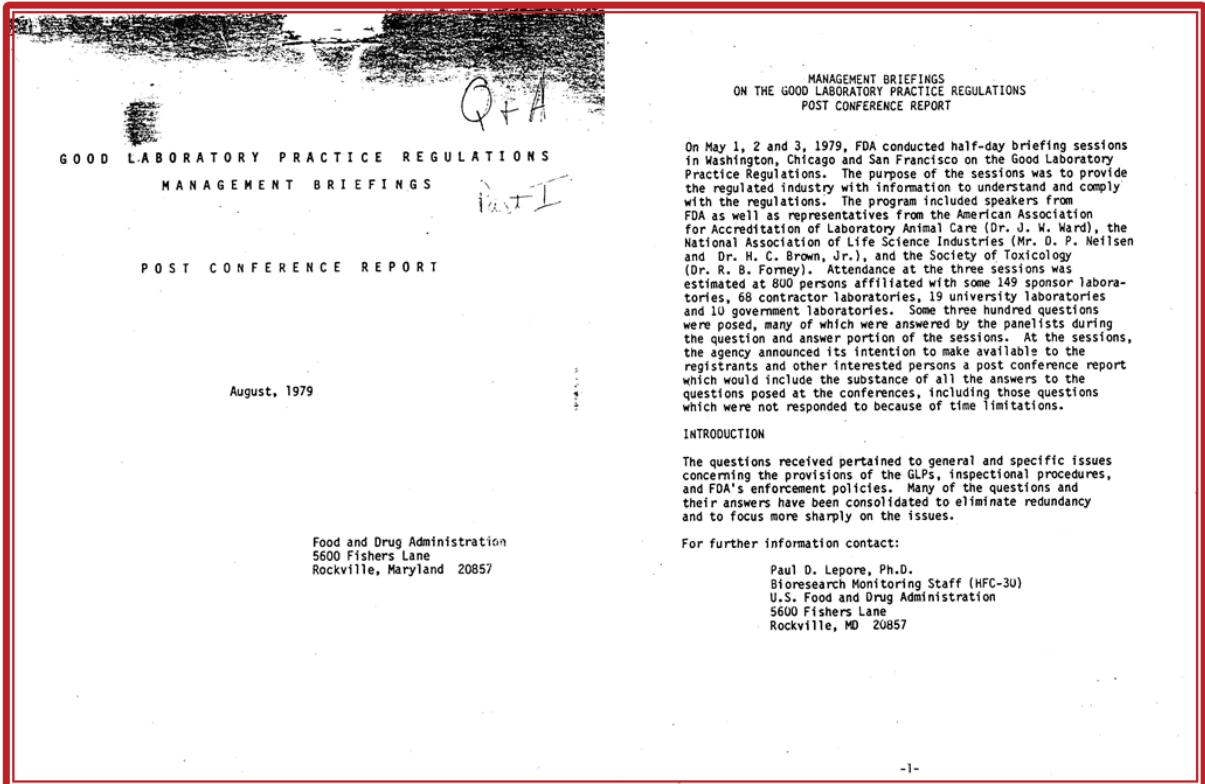 Q + A
GOOD LABORATORY PRACTICE REGULATIONS
MANAGEMENT BRIEFINGS
Part I
POST CONFERENCE REPORT
August, 1979
Food and Drug Administration
5600 Fishers Lane
Rockville, Maryland 20857
MANAGEMENT BRIEFINGS
ON THE GOOD LABORATORY PRACTICE REGULATIONS
POST CONFERENCE REPORT
On May 1, 2 and 3, 1979, FDA conducted half-day briefing sessions
in Washington, Chicago and San Francisco on the Good Laboratory
Practice Regulations. The purpose of the sessions was to provide
the regulated industry with information to understand and comply
with the regulations. The program included speakers from
FDA as well as representatives from the American Association
for Accreditation of Laboratory Animal Care (Dr. J. W. Ward), the
National Association of Life Science Industries (Mr. O. P. Neilsen
and Dr. H. C. Brown, Jr.), and the Society of Toxicology
(Dr. R. B. Forney). Attendance at the three sessions was
estimated at 800 persons affiliated with some 149 sponsor labora-
tories, 68 contractor laboratories, 19 university laboratories
and 10 government laboratories. Some three hundred questions
were posed, many of which were answered by the panelists during
the question and answer portion of the sessions. At the sessions,
the agency announced its intention to make available to the
registrants and other interested persons a post conference report
which would include the substance of all the answers to the
questions posed at the conferences, including those questions
which were not responded to because of time limitations.
INTRODUCTION
The questions received pertained to general and specific issues
concerning the provisions of the GLPs, inspectional procedures,
and FDA's enforcement policies. Many of the questions and
their answers have been consolidated to eliminate redundancy
and to focus more sharply on the issues.
For further information contact:
Paul D. Lepore, Ph.D.
Bioresearch Monitoring Staff (HFC-30)
U.S. Food and Drug Administration
5600 Fishers Lane
Rockville, MD 20857
-1-